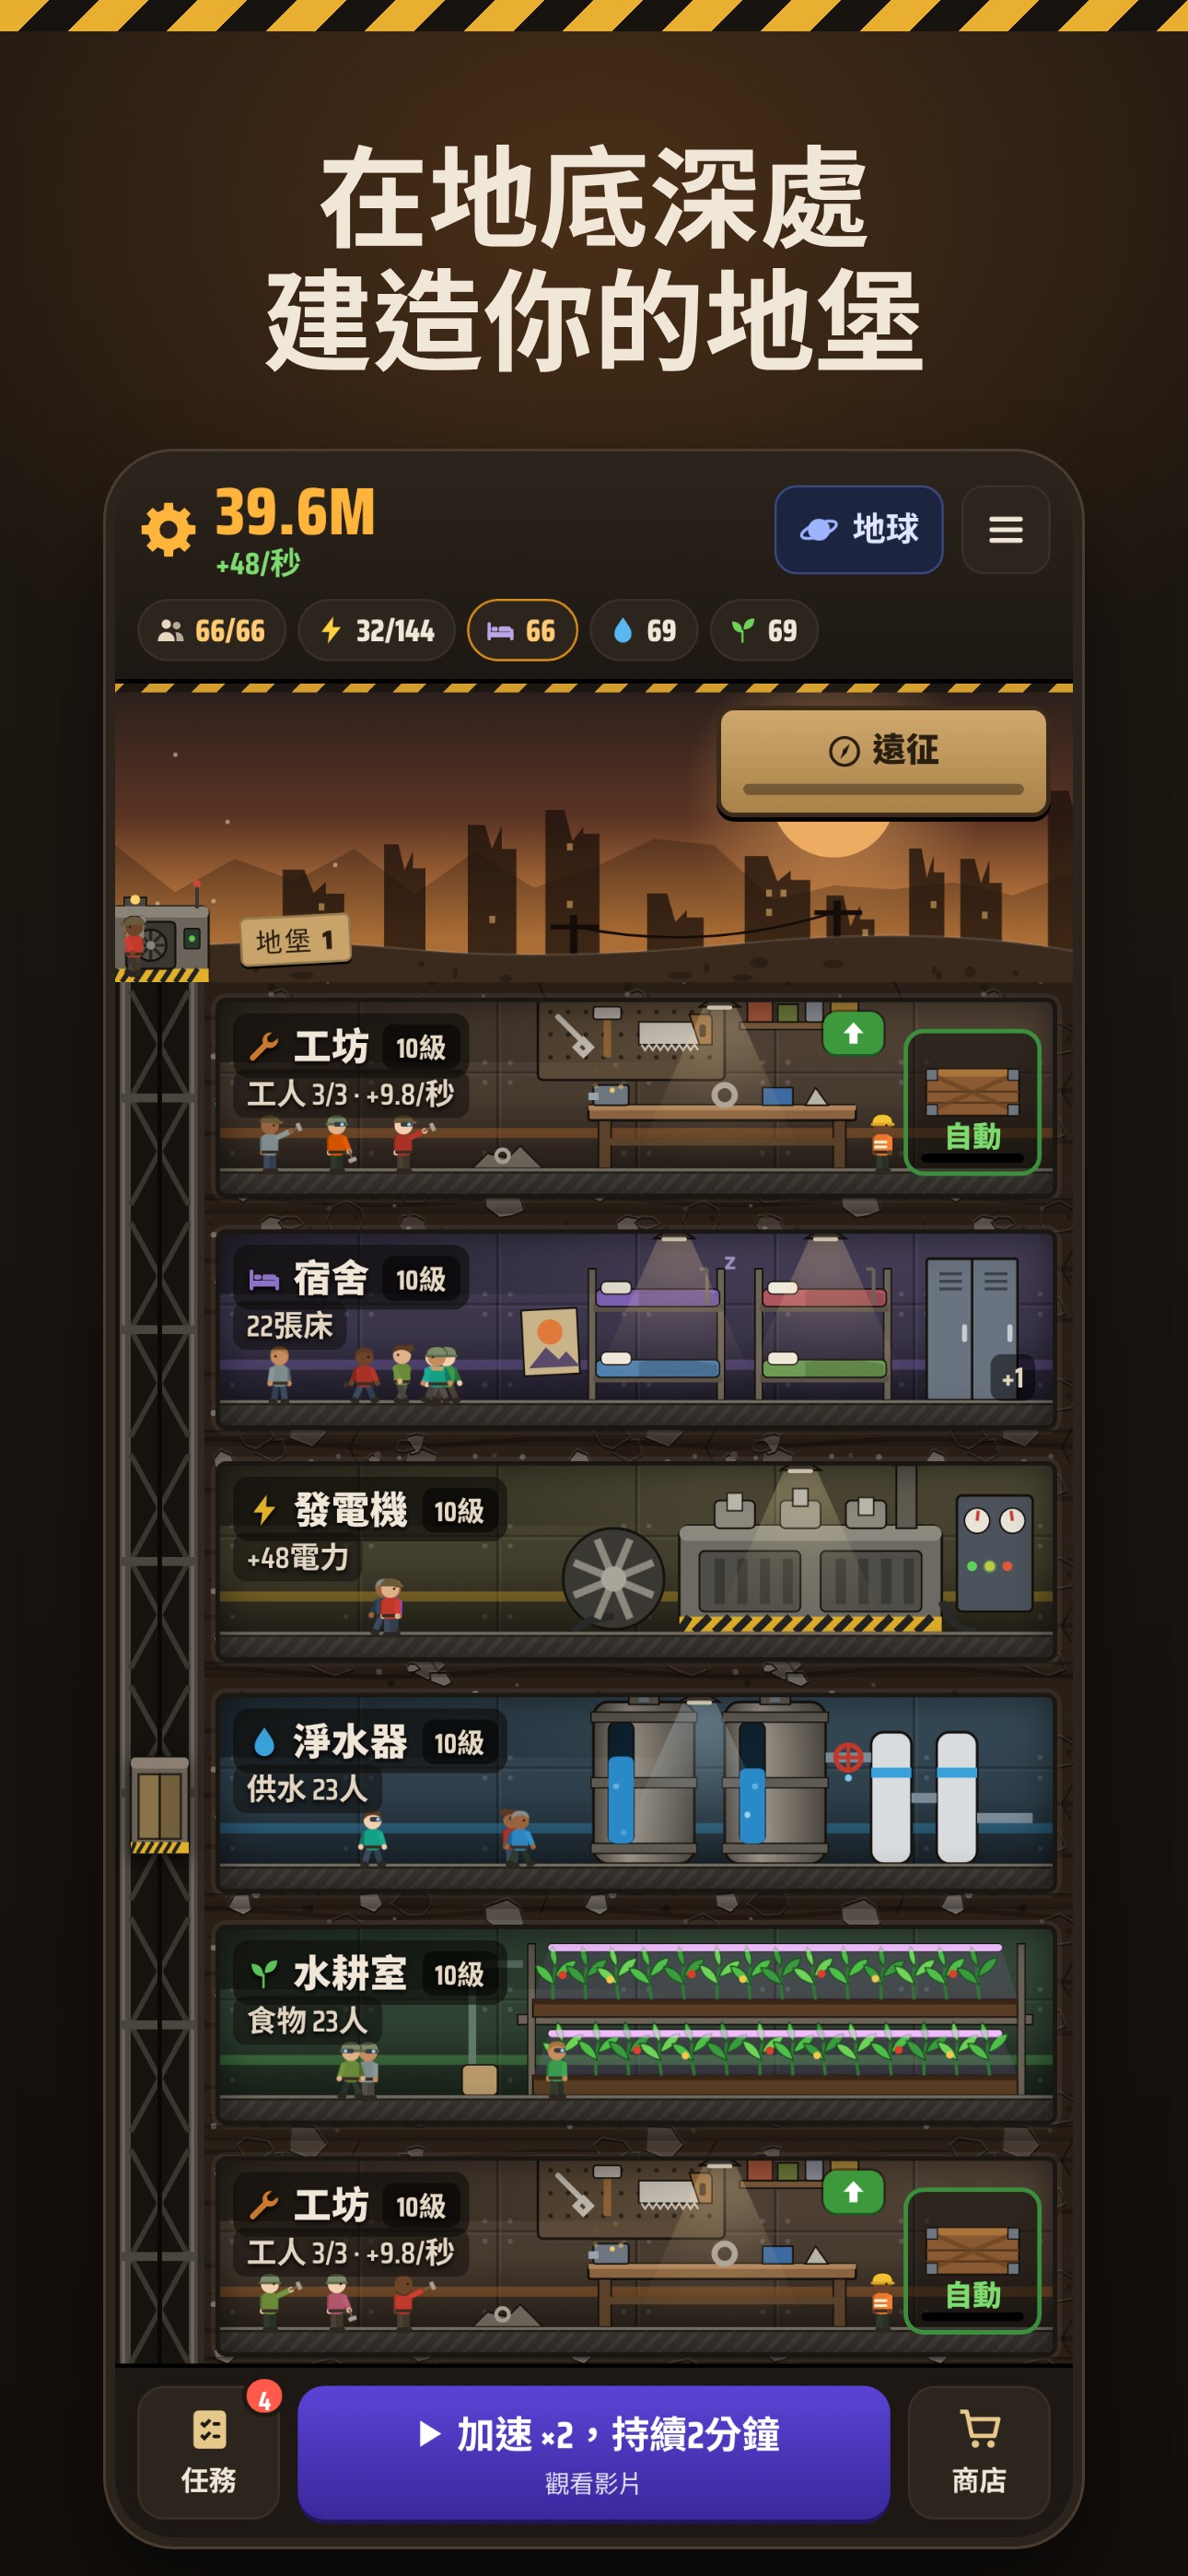 在地底深處
建造你的地堡
39.6M
+48/秒
地球
66/66
32/144
66
69
69
遠征
地堡 1
工坊 10級
工人 3/3 · +9.8/秒
自動
宿舍 10級
22張床
z
+1
發電機 10級
+48電力
淨水器 10級
供水 23人
水耕室 10級
食物 23人
工坊 10級
工人 3/3 · +9.8/秒
自動
4
任務
加速 ×2，持續2分鐘
觀看影片
商店